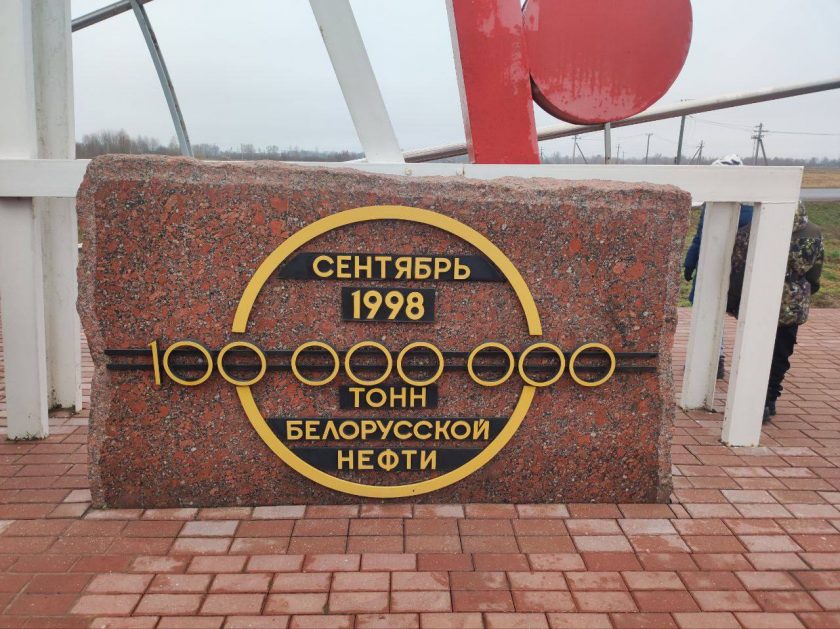 СЕНТЯБРЬ
1998
100 000 000
ТОНН
БЕЛОРУССКОЙ
НЕФТИ